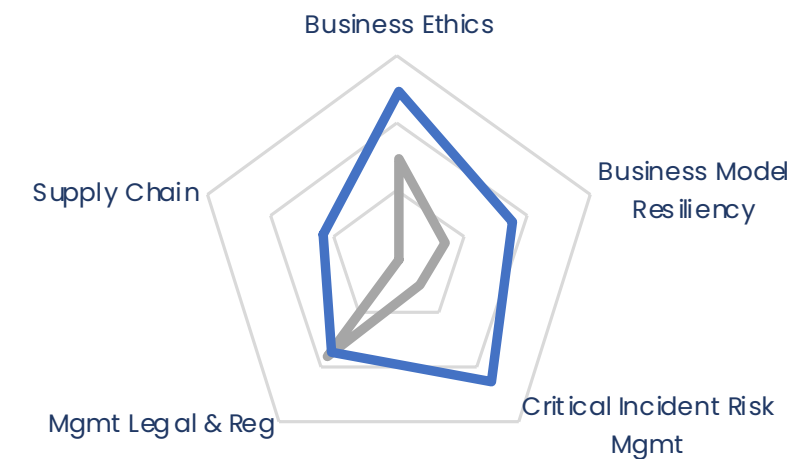 Business Ethics
Business Model
Resiliency
Supply Chain
Critical Incident Risk
Mgmt
Mgmt Legal & Reg